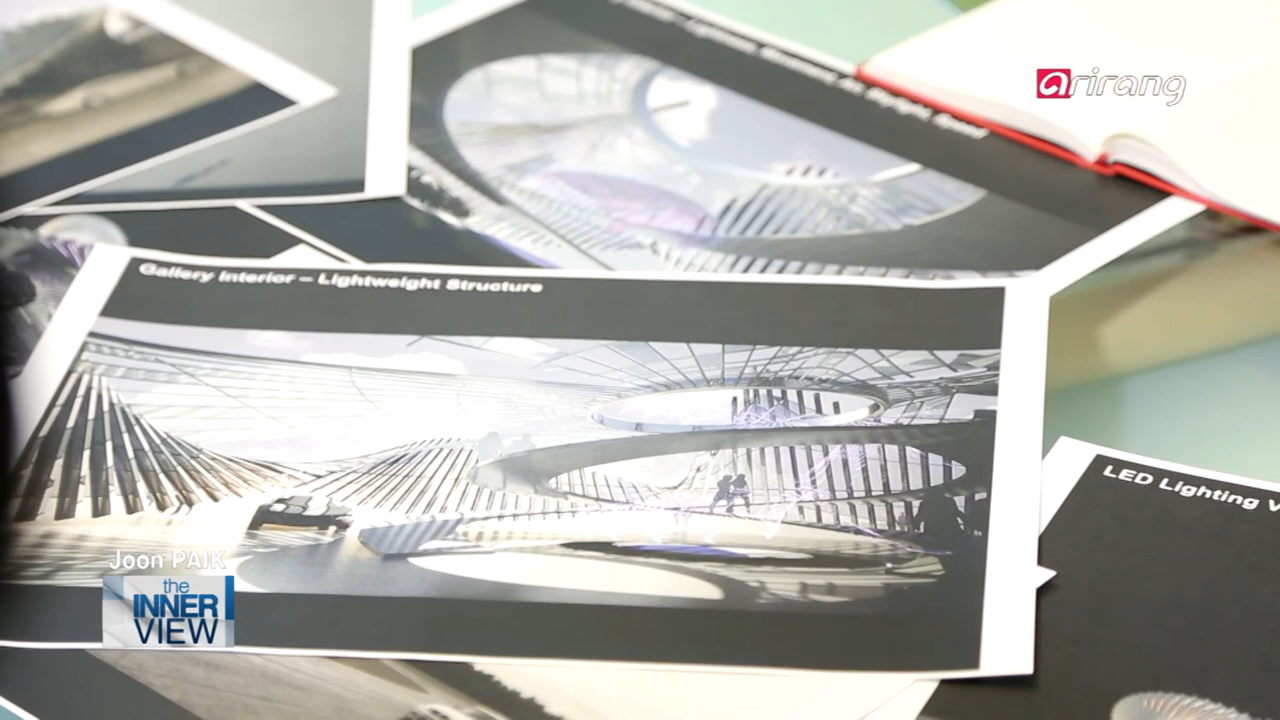 arirang
Gallery Interior – Lightweight Structure
LED Lighting V
Joon PAIK
the
INNER
VIEW